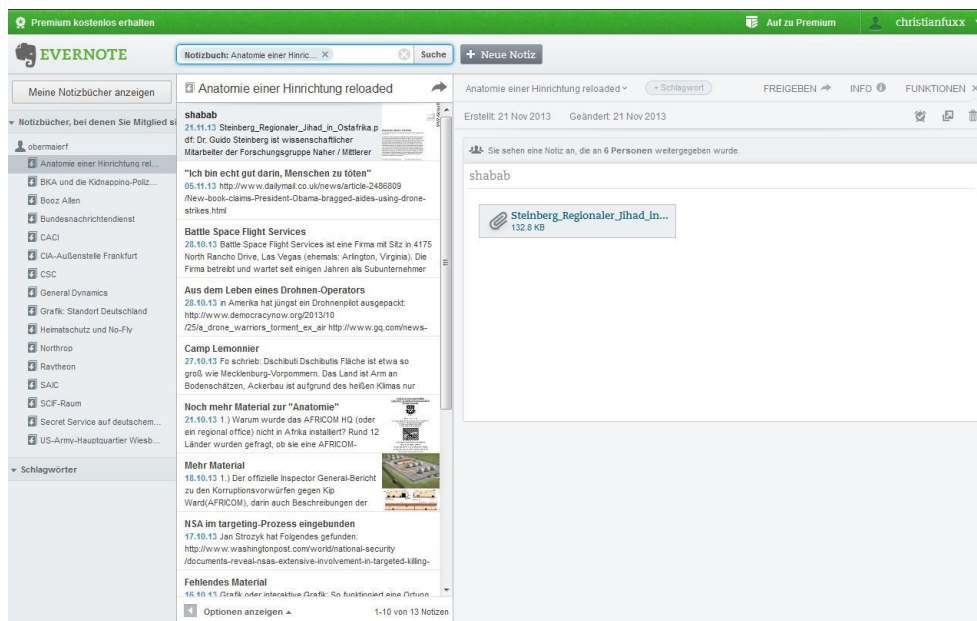 Premium kostenlos erhalten
Auf zu Premium
christianfuxx
EVERNOTE
Notizbuch: Anatomie einer Hinric... ×
Suche
+ Neue Notiz
Meine Notizbücher anzeigen
Notizbücher, bei denen Sie Mitglied si
obermaierf
Anatomie einer Hinrichtung rel...
BKA und die Kidnapping-Poliz...
Booz Allen
Bundesnachrichtendienst
CACI
CIA-Außenstelle Frankfurt
CSC
General Dynamics
Grafik: Standort Deutschland
Heimatschutz und No-Fly
Northrop
Raytheon
SAIC
SCIF-Raum
Secret Service auf deutschem...
US-Army-Hauptquartier Wiesb...
Schlagwörter
Anatomie einer Hinrichtung reloaded
shabab
21.11.13 Steinberg_Regionaler_Jihad_in_Ostafrika.p
df: Dr. Guido Steinberg ist wissenschaftlicher
Mitarbeiter der Forschungsgruppe Naher / Mittlerer
"Ich bin echt gut darin, Menschen zu töten"
05.11.13 http://www.dailymail.co.uk/news/article-2486809
/New-book-claims-President-Obama-bragged-aides-using-drone-
strikes.html
Battle Space Flight Services
28.10.13 Battle Space Flight Services ist eine Firma mit Sitz in 4175
North Rancho Drive, Las Vegas (ehemals: Arlington, Virginia). Die
Firma betreibt und wartet seit einigen Jahren als Subunternehmer
Aus dem Leben eines Drohnen-Operators
28.10.13 in Amerika hat jüngst ein Drohnenpilot ausgepackt:
http://www.democracynow.org/2013/10
/25/a_drone_warriors_torment_ex_air http://www.gq.com/news-
Camp Lemonnier
27.10.13 Fo schrieb: Dschibuti Dschibutis Fläche ist etwa so
groß wie Mecklenburg-Vorpommern. Das Land ist Arm an
Bodenschätzen, Ackerbau ist aufgrund des heißen Klimas nur
Noch mehr Material zur "Anatomie"
21.10.13 1.) Warum wurde das AFRICOM HQ (oder
ein regional office) nicht in Afrika installiert? Rund 12
Länder wurden gefragt, ob sie eine AFRICOM-
Mehr Material
18.10.13 1.) Der offizielle Inspector General-Bericht
zu den Korruptionsvorwürfen gegen Kip
Ward(AFRICOM), darin auch Beschreibungen der
NSA im targeting-Prozess eingebunden
17.10.13 Jan Strozyk hat Folgendes gefunden:
http://www.washingtonpost.com/world/national-security
/documents-reveal-nsas-extensive-involvement-in-targeted-killing-
Fehlendes Material
16.10.13 Grafik oder interaktive Grafik: So funktioniert eine Ortung
Optionen anzeigen
1-10 von 13 Notizen
Anatomie einer Hinrichtung reloaded
+ Schlagwort
FREIGEBEN
INFO
FUNKTIONEN
Erstellt: 21 Nov 2013
Geändert: 21 Nov 2013
Sie sehen eine Notiz an, die an 6 Personen weitergegeben wurde.
shabab
Steinberg_Regionaler_Jihad_in...
132.8 KB